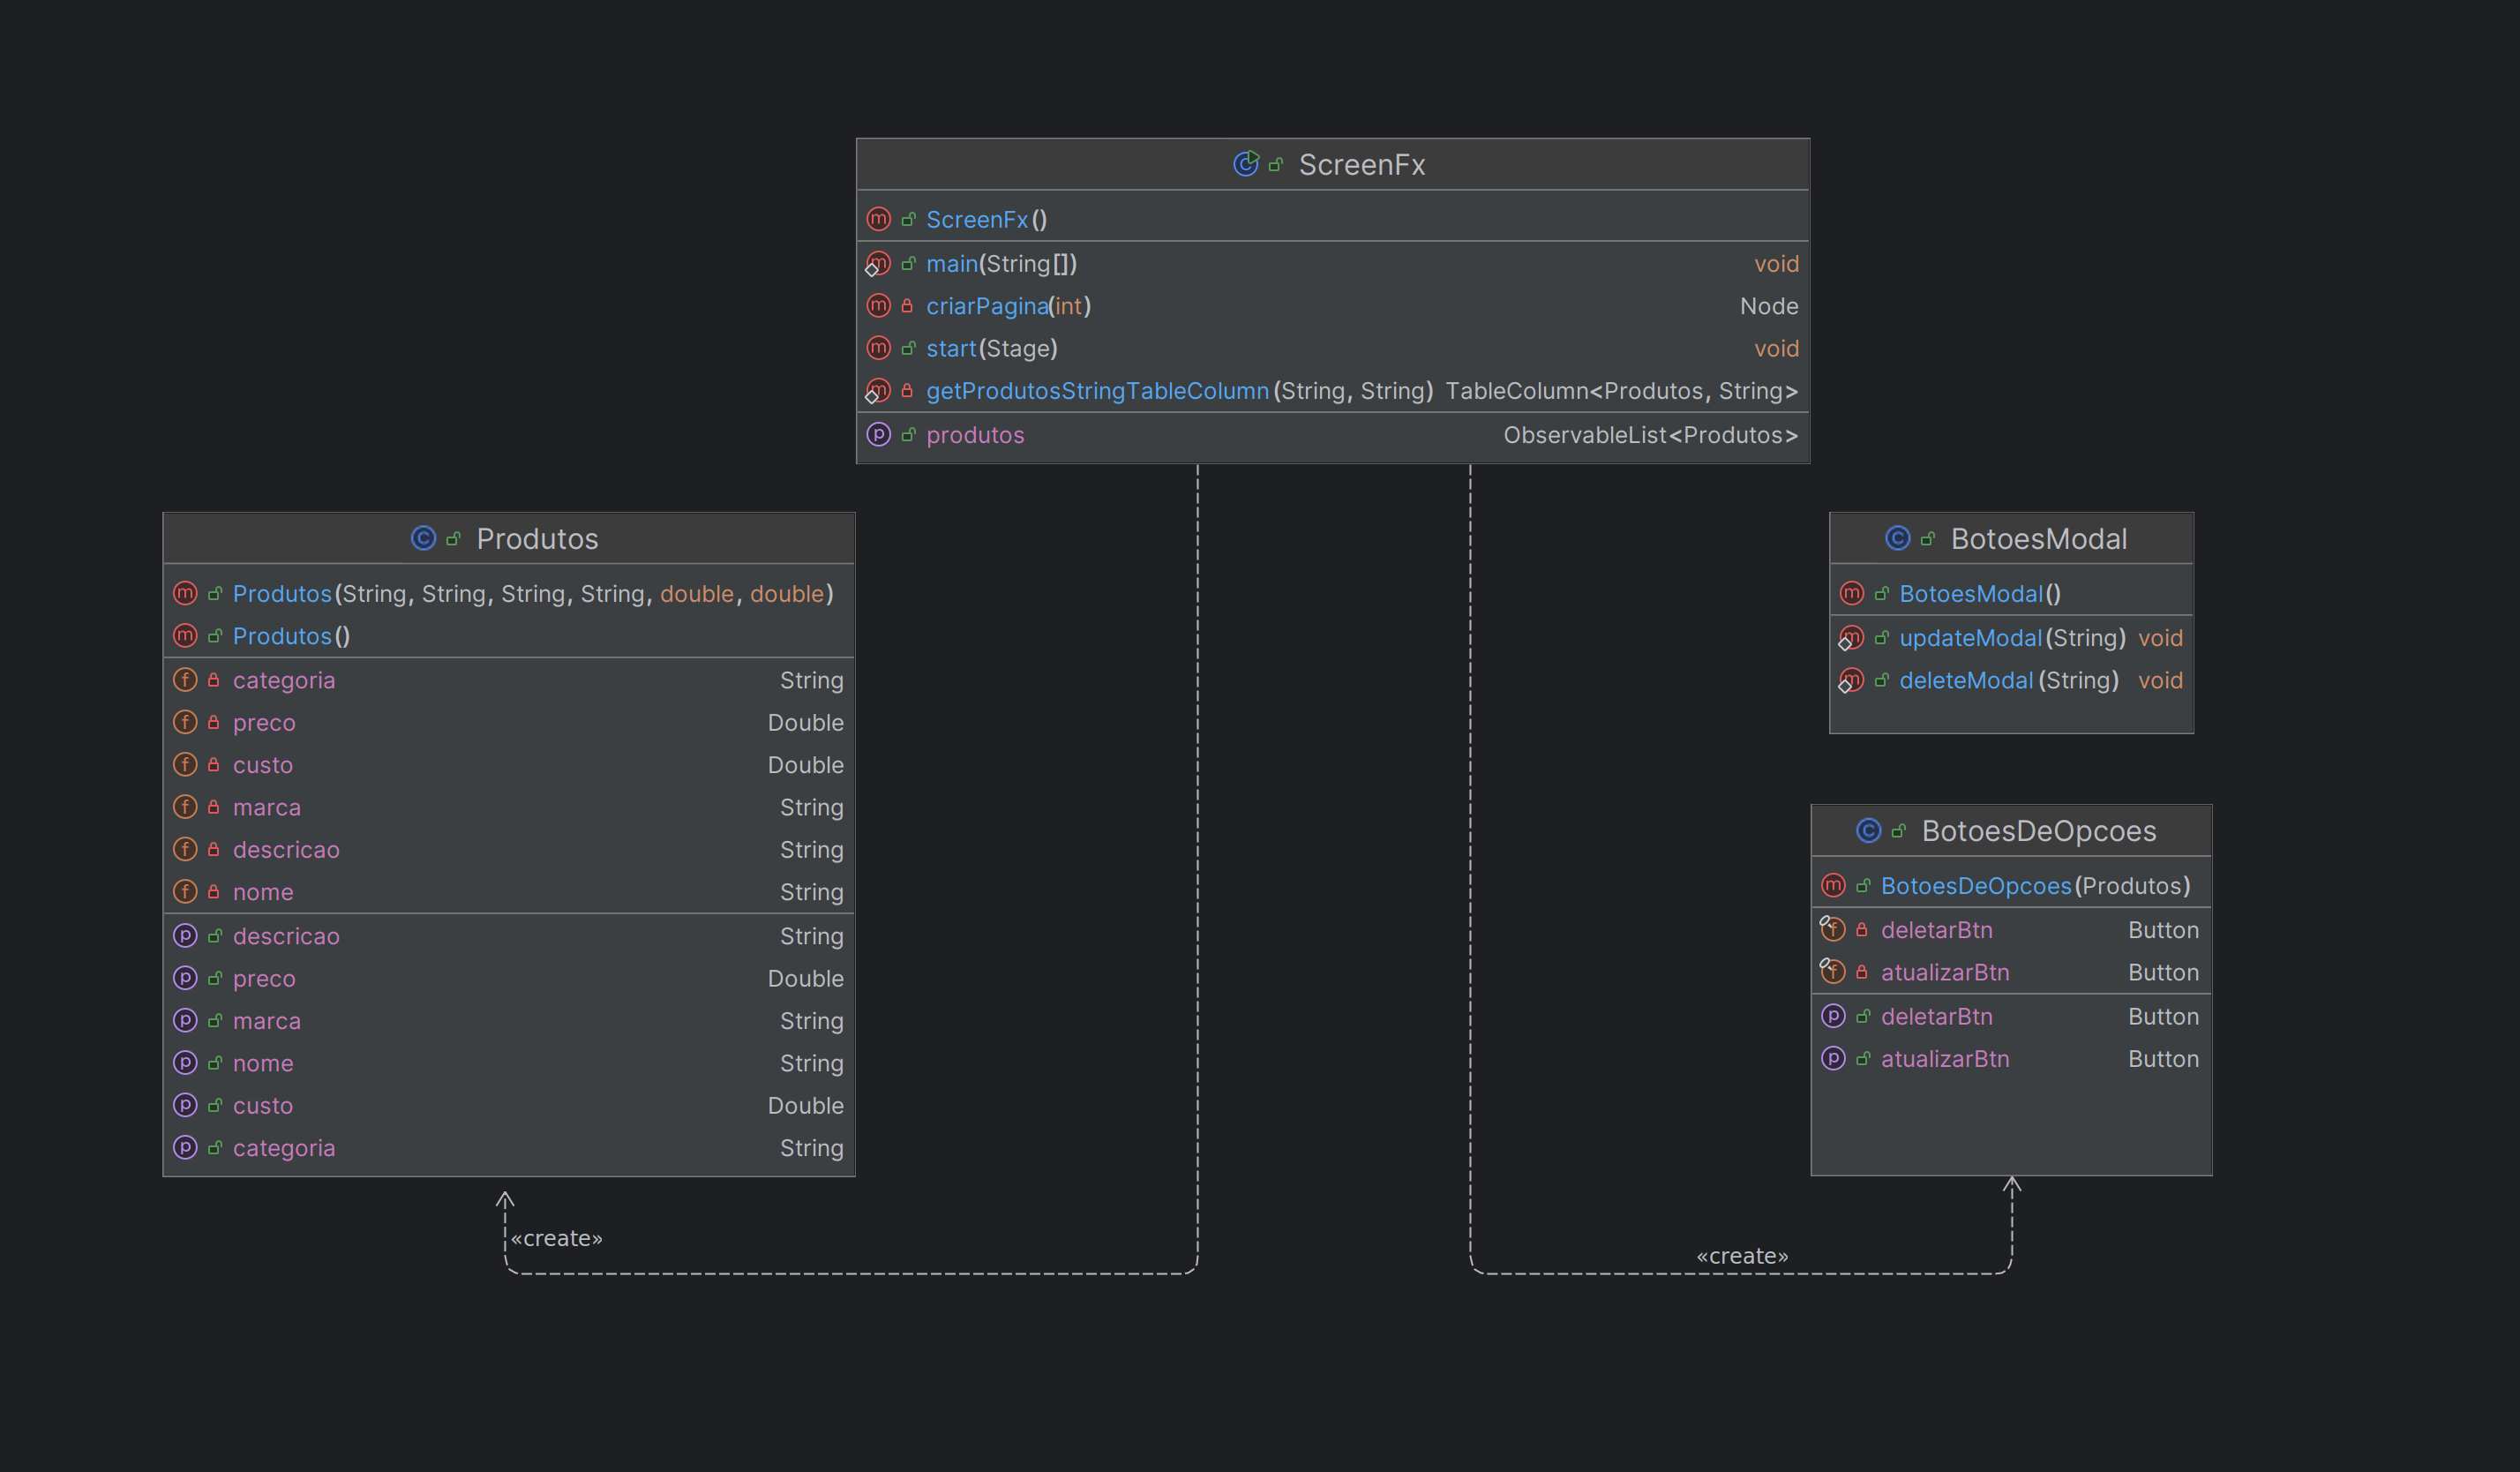 ScreenFx
ScreenFx()
main(String[]) void
criarPagina(int) Node
start(Stage) void
getProdutosStringTableColumn(String, String) TableColumn<Produtos, String>
produtos ObservableList<Produtos>
Produtos
Produtos(String, String, String, String, double, double)
Produtos()
categoria String
preco Double
custo Double
marca String
descricao String
nome String
descricao String
preco Double
marca String
nome String
custo Double
categoria String
BotoesModal
BotoesModal()
updateModal(String) void
deleteModal(String) void
BotoesDeOpcoes
BotoesDeOpcoes(Produtos)
deletarBtn Button
atualizarBtn Button
deletarBtn Button
atualizarBtn Button
«create»
«create»